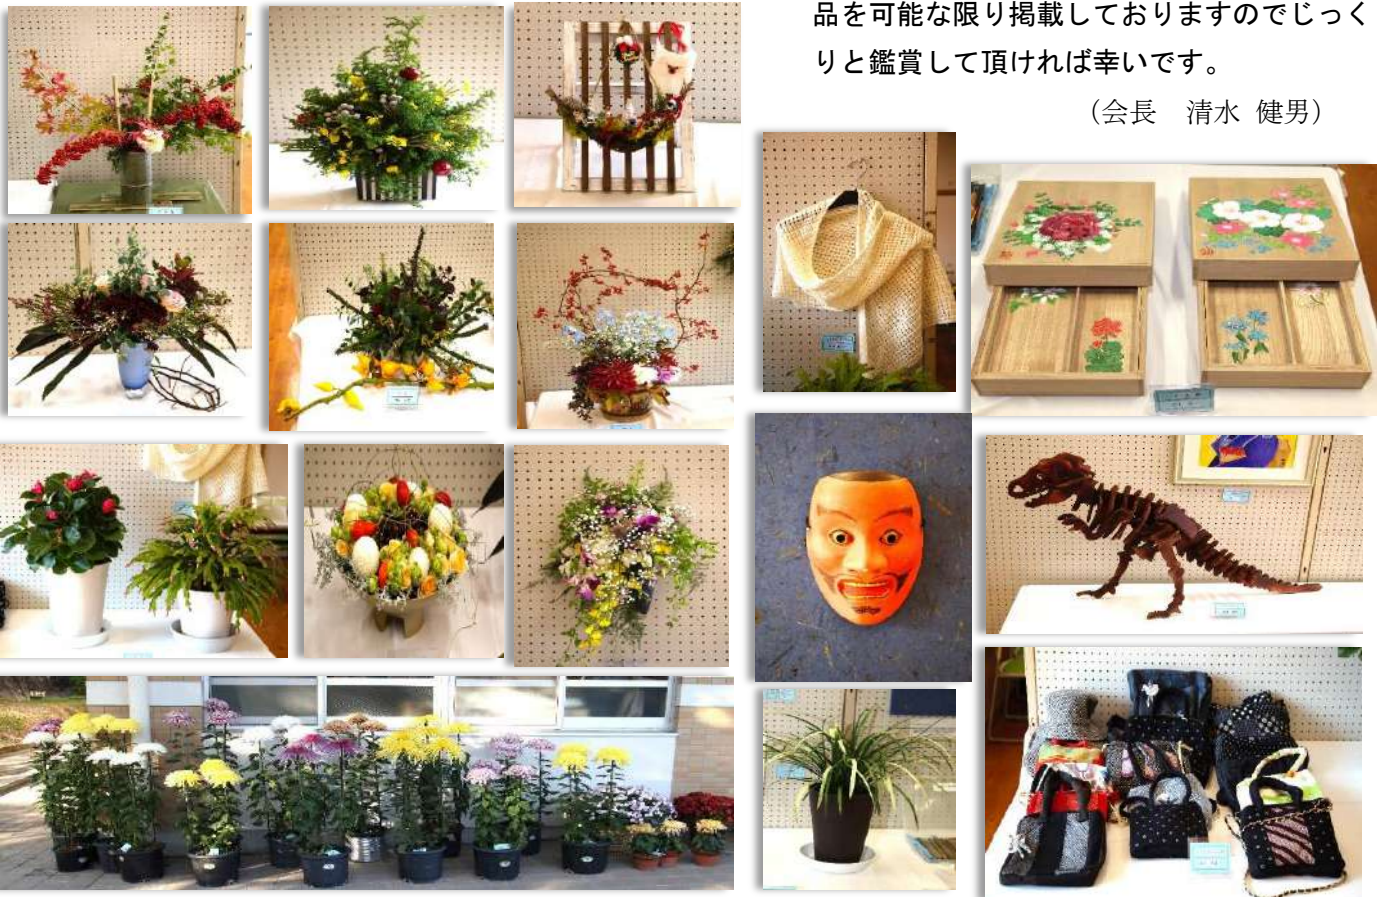 品を可能な限り掲載しておりますのでじっく
りと鑑賞して頂ければ幸いです。
（会長　清水 健男）